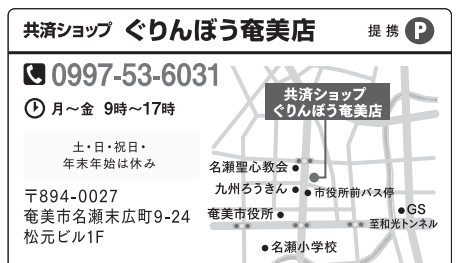 共済ショップ ぐりんぼう奄美店 提携 P
0997-53-6031
月～金 9時～17時
土・日・祝日・
年末年始は休み
〒894-0027
奄美市名瀬末広町9-24
松元ビル1F
共済ショップ
ぐりんぼう奄美店
名瀬聖心教会
九州ろうきん
市役所前バス停
奄美市役所
GS
至和光トンネル
名瀬小学校